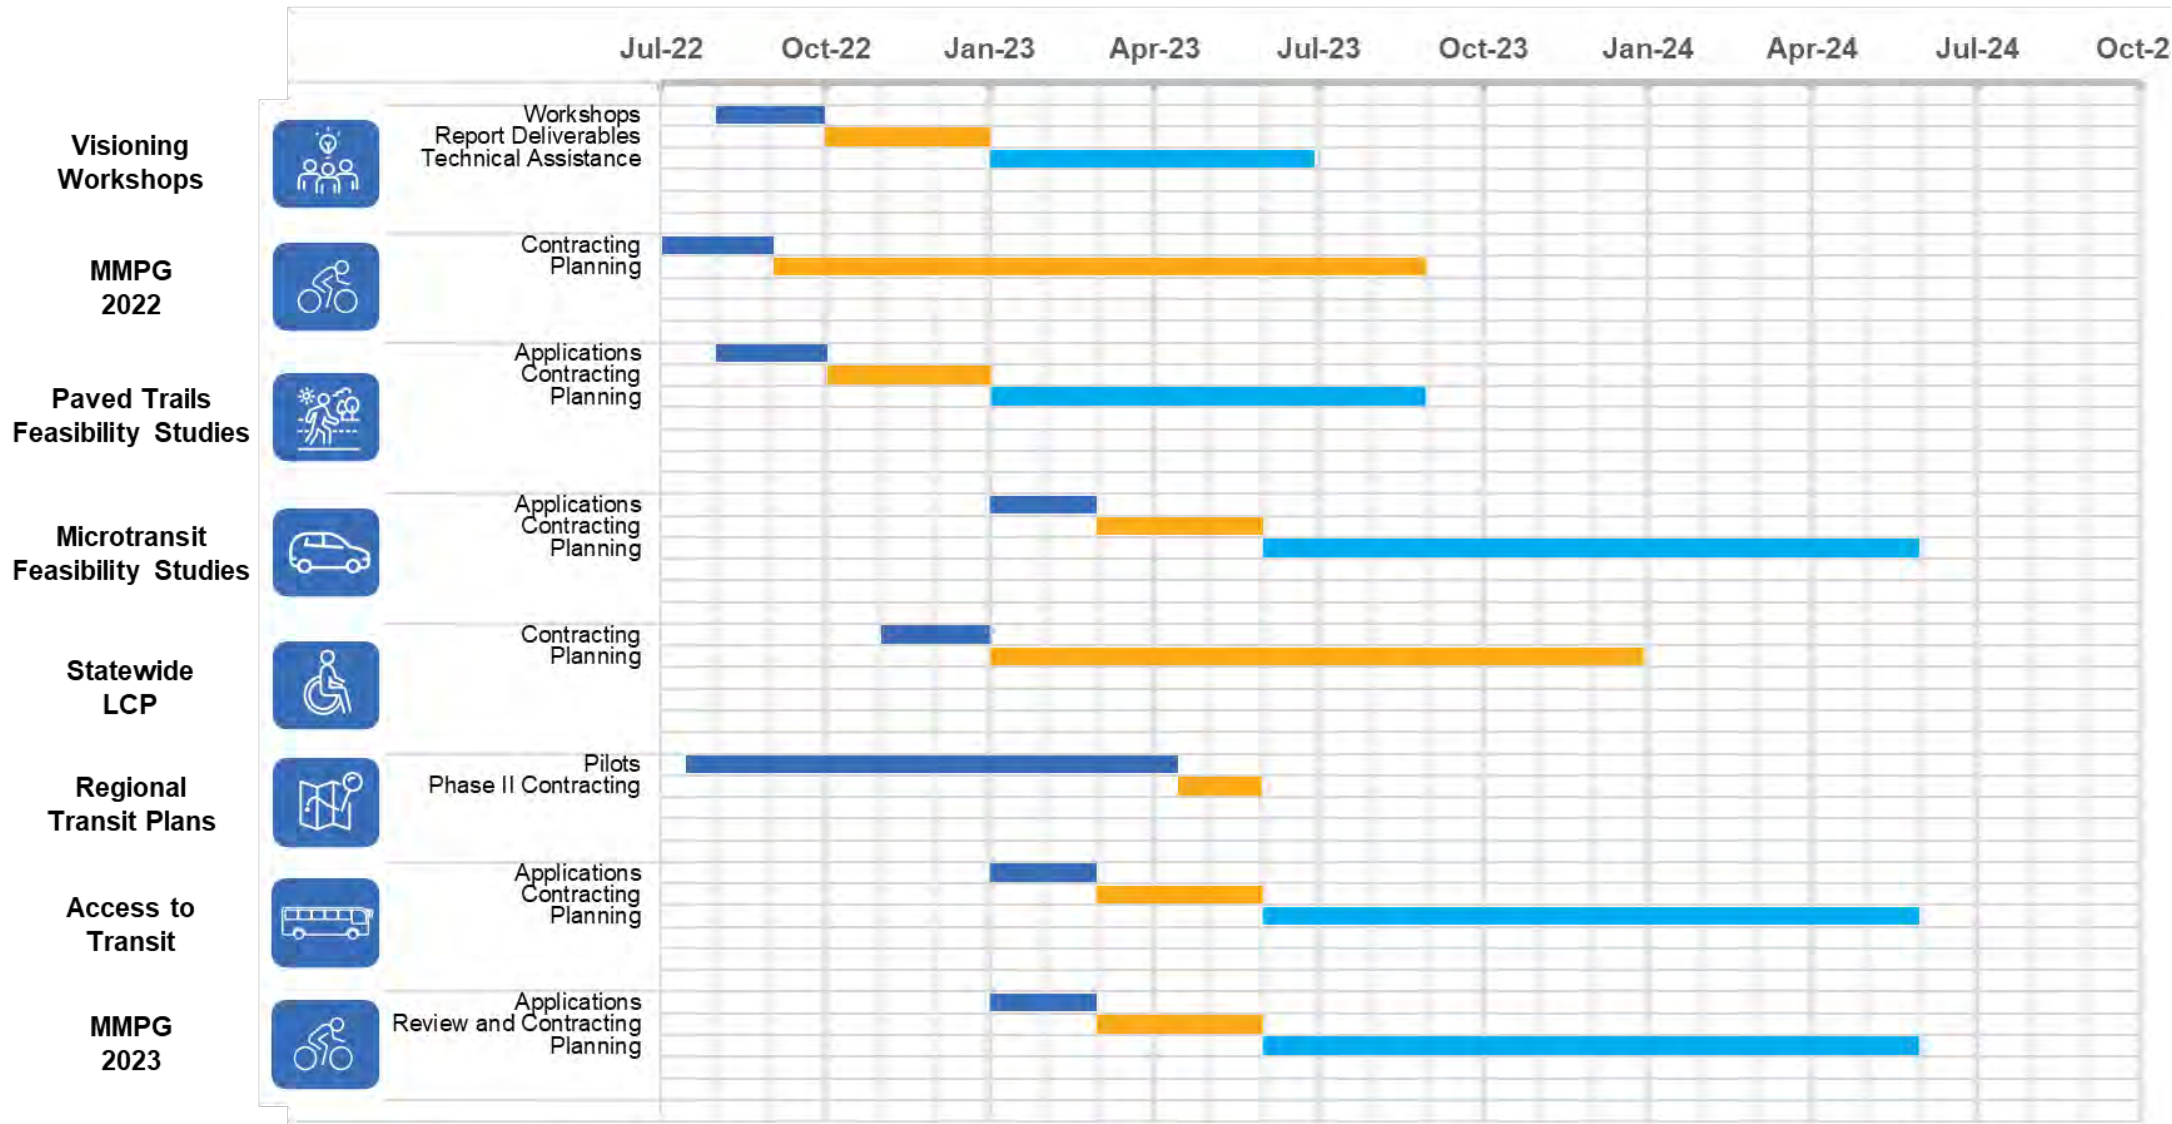 Jul-22 Oct-22 Jan-23 Apr-23 Jul-23 Oct-23 Jan-24 Apr-24 Jul-24 Oct-2
Visioning
Workshops
Workshops
Report Deliverables
Technical Assistance
MMPG
2022
Contracting
Planning
Paved Trails
Feasibility Studies
Applications
Contracting
Planning
Microtransit
Feasibility Studies
Applications
Contracting
Planning
Statewide
LCP
Contracting
Planning
Regional
Transit Plans
Pilots
Phase II Contracting
Access to
Transit
Applications
Contracting
Planning
MMPG
2023
Applications
Review and Contracting
Planning